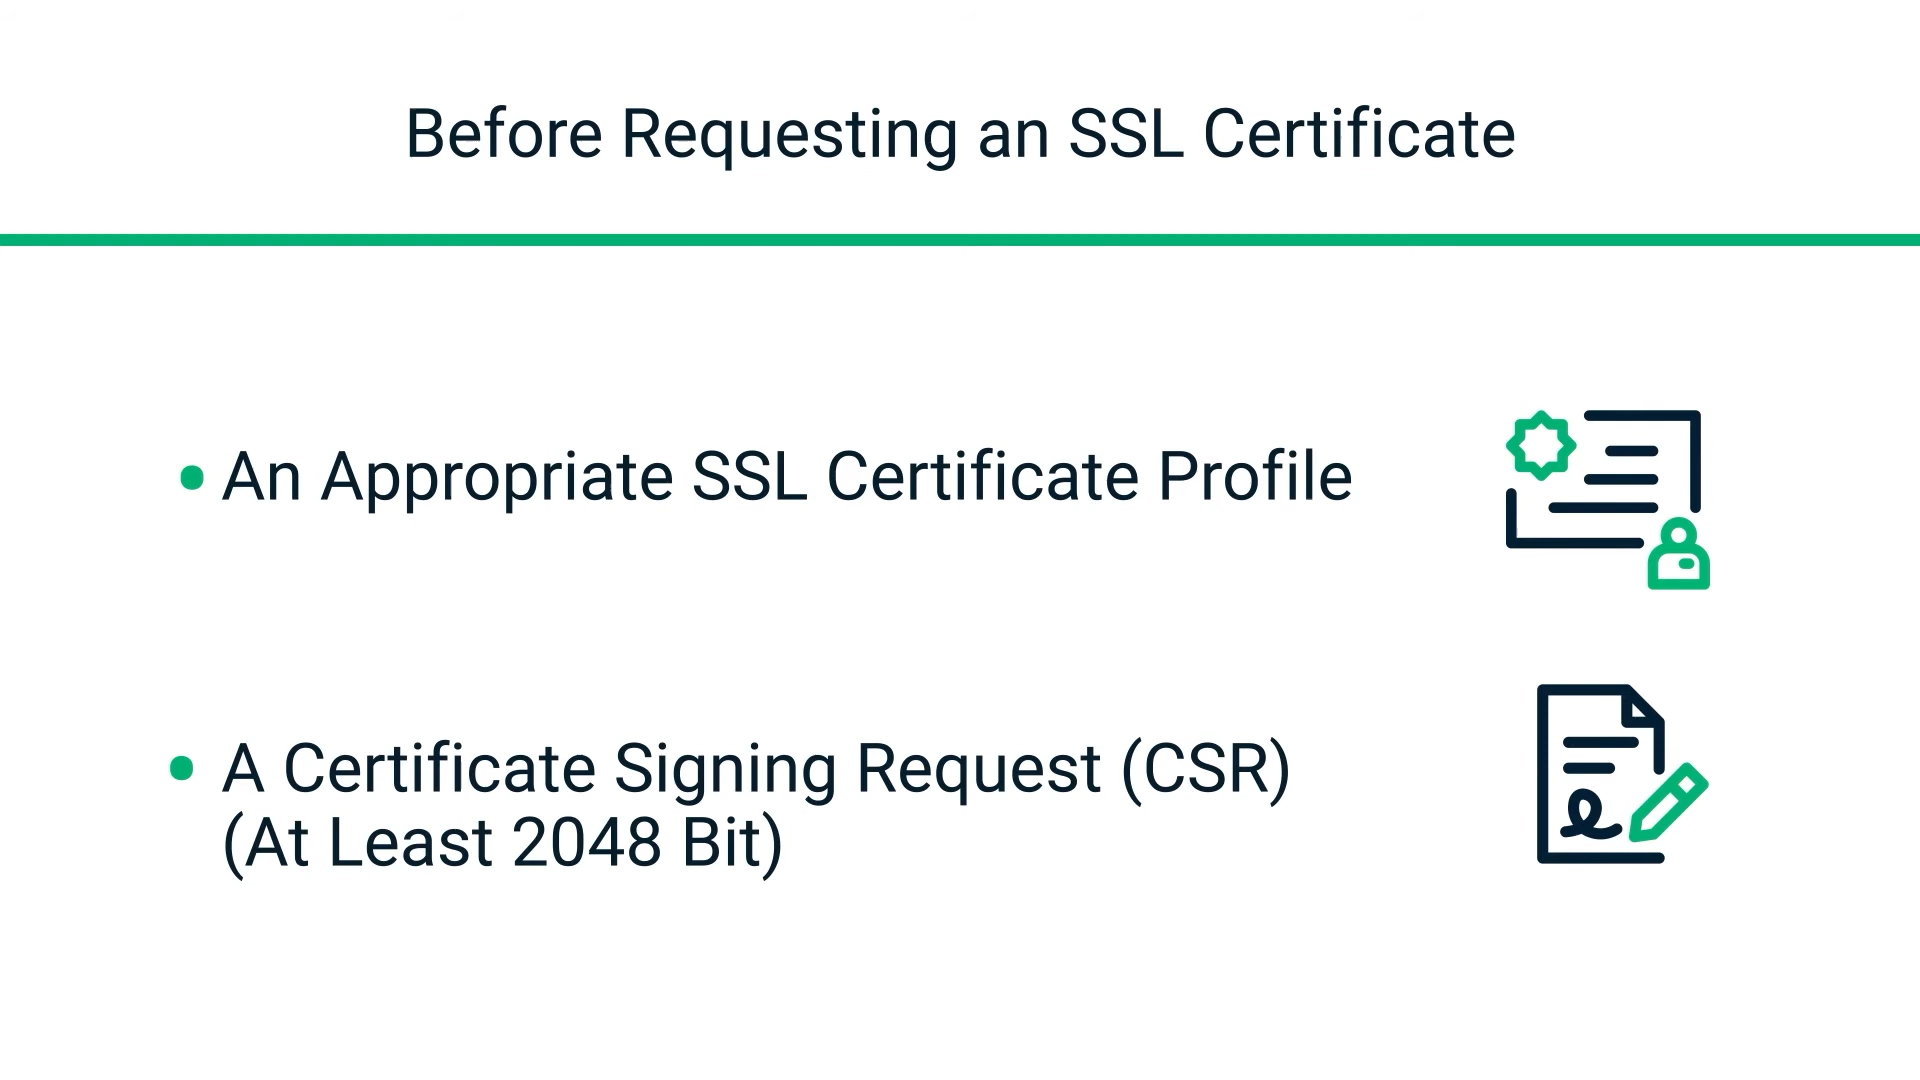 Before Requesting an SSL Certificate
• An Appropriate SSL Certificate Profile
• A Certificate Signing Request (CSR)
(At Least 2048 Bit)